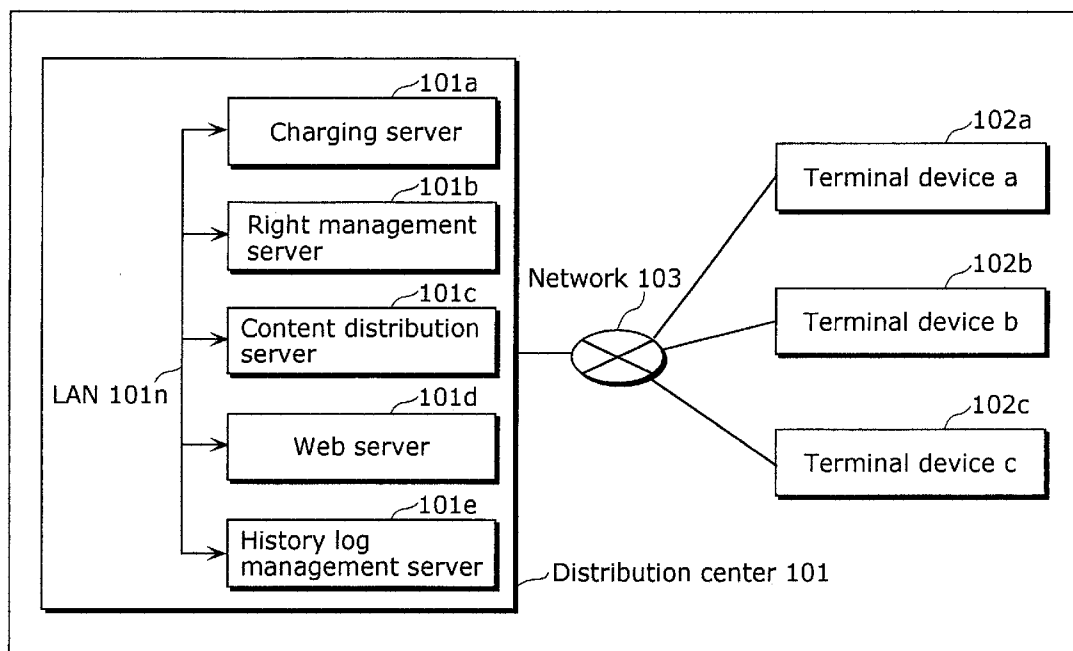 101a
Charging server
101b
Right management
server
101c
Content distribution
server
LAN 101n
101d
Web server
101e
History log
management server
Distribution center 101
Network 103
102a
Terminal device a
102b
Terminal device b
102c
Terminal device c